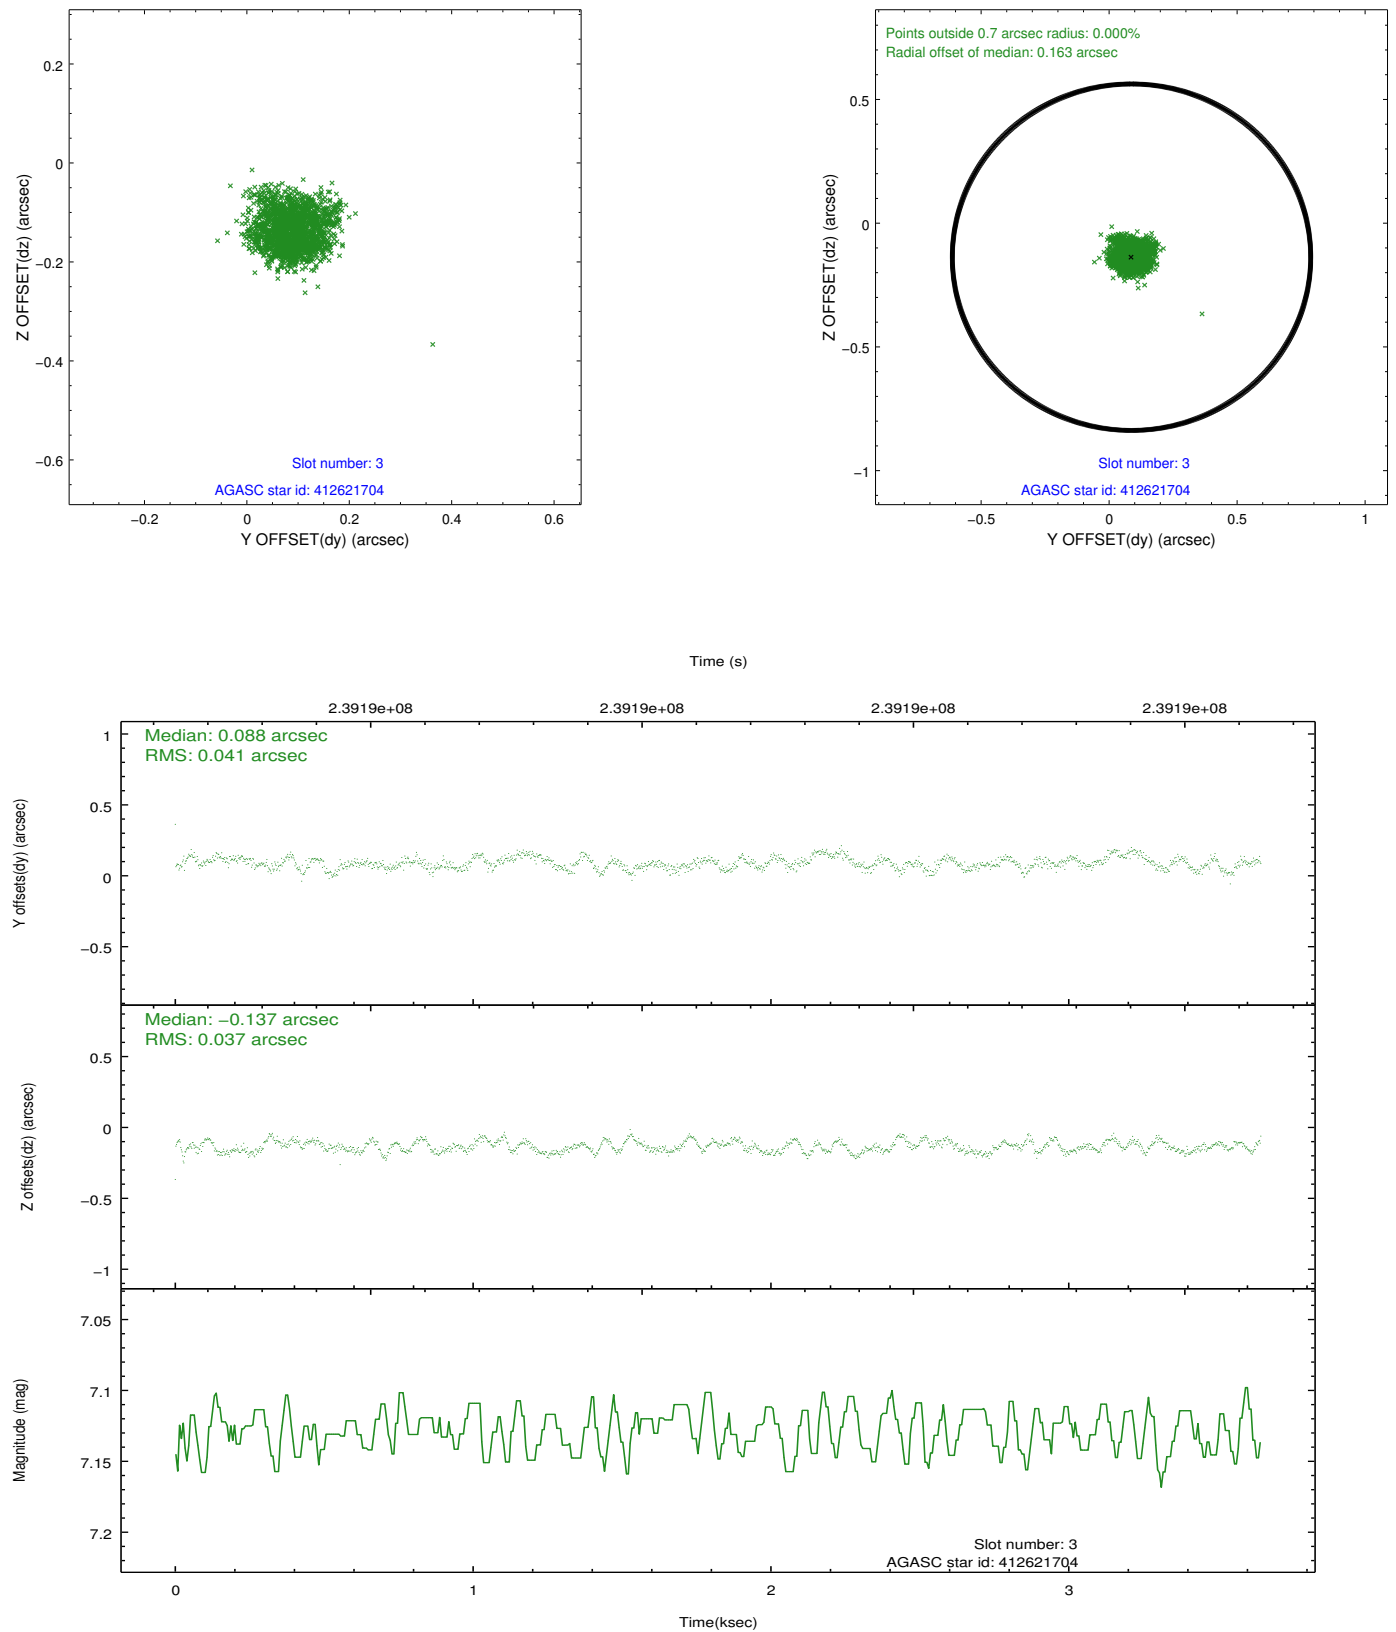 0.2
0
−0.2
−0.4
−0.6
Z OFFSET(dz) (arcsec)
Slot number: 3
AGASC star id: 412621704
−0.2 0 0.2 0.4 0.6
Y OFFSET(dy) (arcsec)
Points outside 0.7 arcsec radius: 0.000%
Radial offset of median: 0.163 arcsec
0.5
0
−0.5
−1
Z OFFSET(dz) (arcsec)
Slot number: 3
AGASC star id: 412621704
−0.5 0 0.5 1
Y OFFSET(dy) (arcsec)
Time (s)
2.3919e+08 2.3919e+08 2.3919e+08 2.3919e+08
Median: 0.088 arcsec
RMS: 0.041 arcsec
1
0.5
0
−0.5
Y offsets(dy) (arcsec)
Median: −0.137 arcsec
RMS: 0.037 arcsec
0.5
0
−0.5
−1
Z offsets(dz) (arcsec)
7.05
7.1
7.15
7.2
Magnitude (mag)
Slot number: 3
AGASC star id: 412621704
0 1 2 3
Time(ksec)